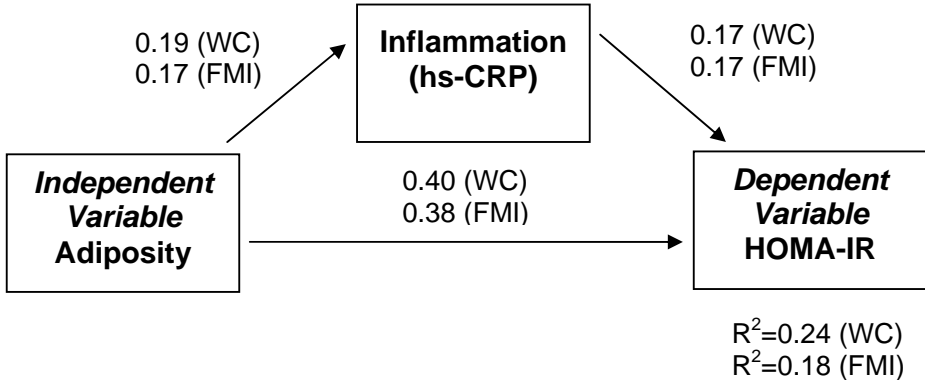 0.19 (WC)
0.17 (FMI)
Inflammation
(hs-CRP)
0.17 (WC)
0.17 (FMI)
Independent
Variable
Adiposity
0.40 (WC)
0.38 (FMI)
Dependent
Variable
HOMA-IR
R²=0.24 (WC)
R²=0.18 (FMI)